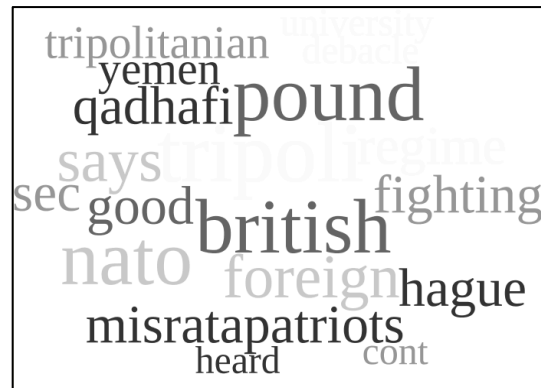 university
tripolitanian
debacle
yemen
qadhafi pound
says tripoli regime
sec good british fighting
nato foreign hague
misratapatriots
heard cont